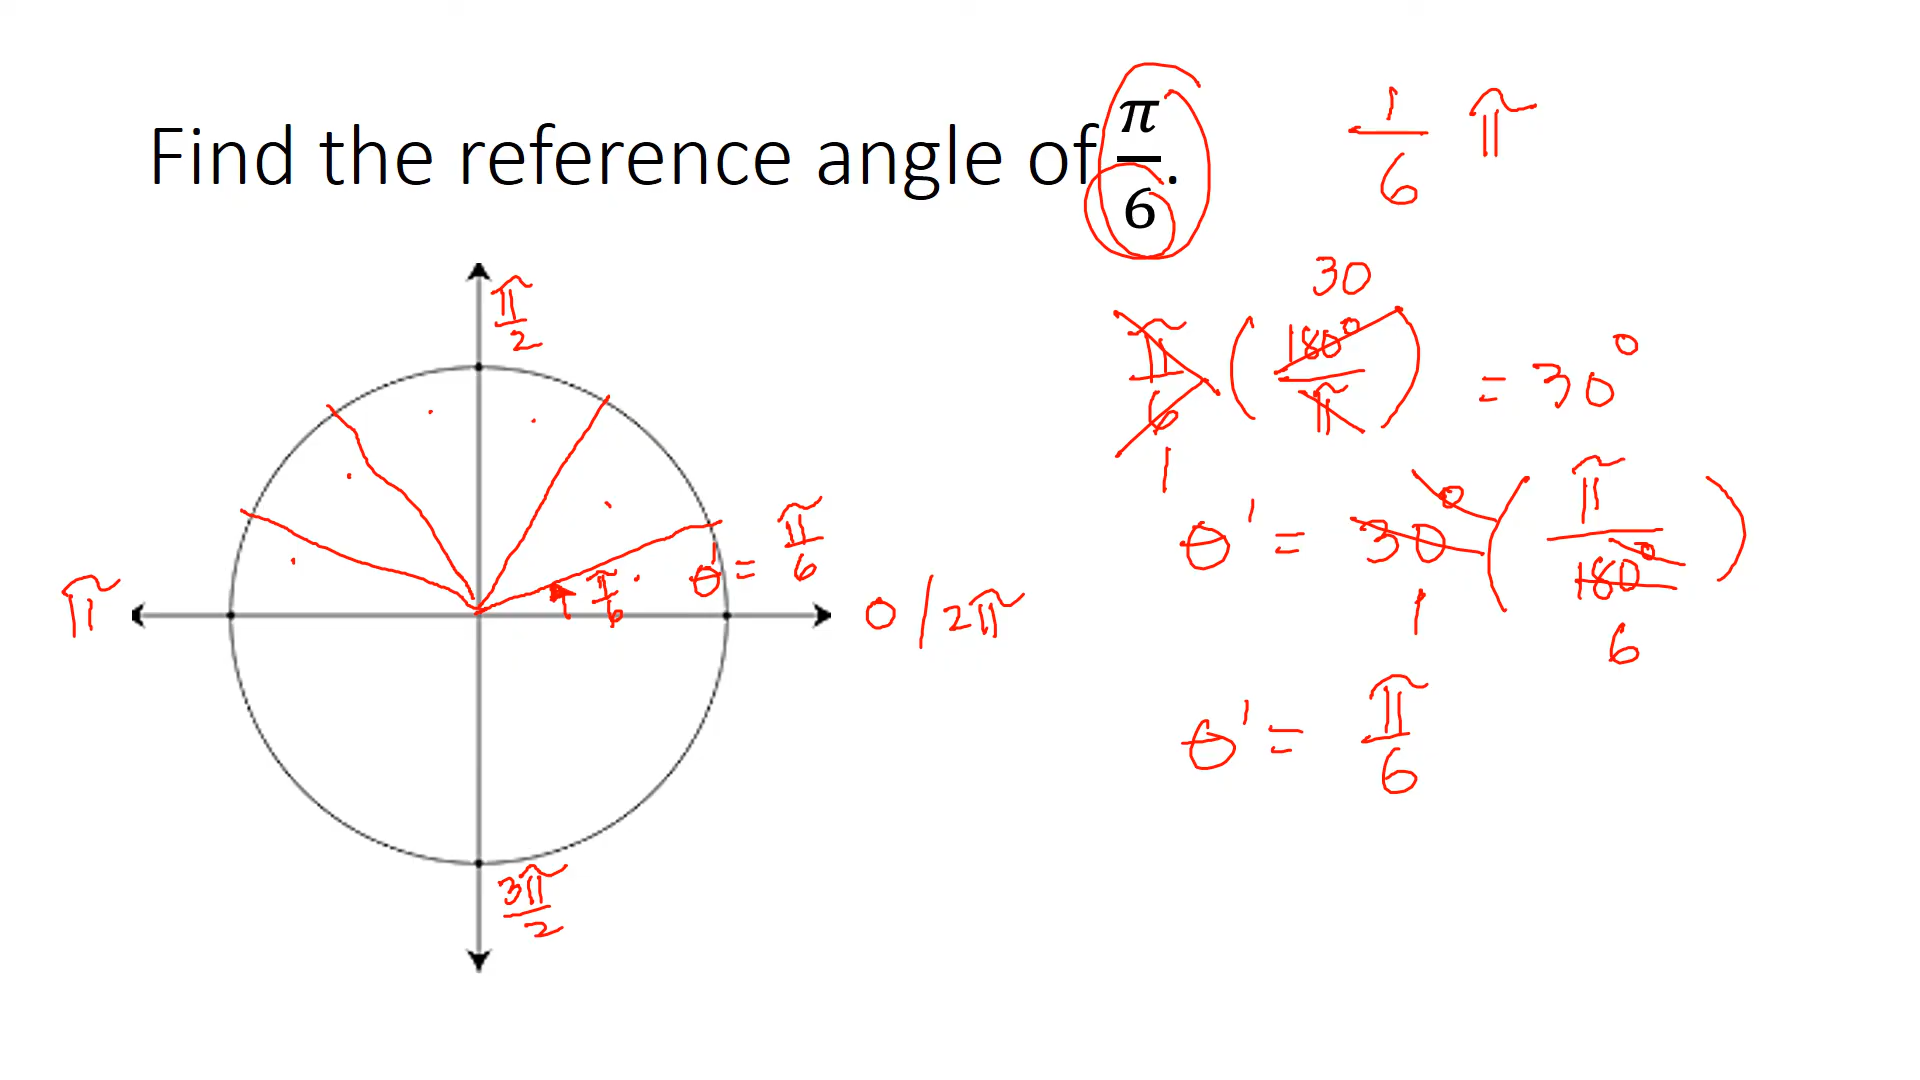 Find the reference angle of π/6.
1/6 π
30
π/6 (180°/π) = 30°
1
θ' = 30° (π/180°)
1
6
θ' = π/6
π/2
θ' = π/6
π/6
π
0/2π
3π/2